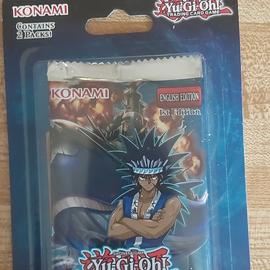 KONAMI
CONTAINS
2 PACKS!
Yu-Gi-Oh!
TRADING CARD GAME
KONAMI
ENGLISH EDITION
1st Edition
Yu-Gi-Oh!